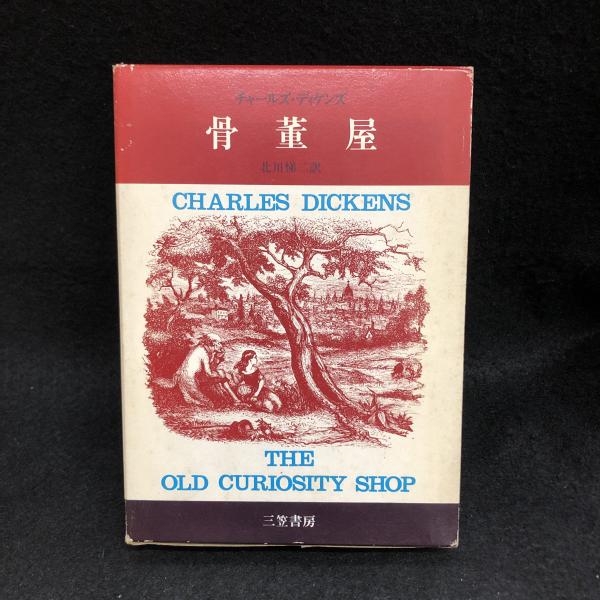 チャールズ・ディケンズ
骨董屋
北川悌二訳
CHARLES DICKENS
THE
OLD CURIOSITY SHOP
三笠書房